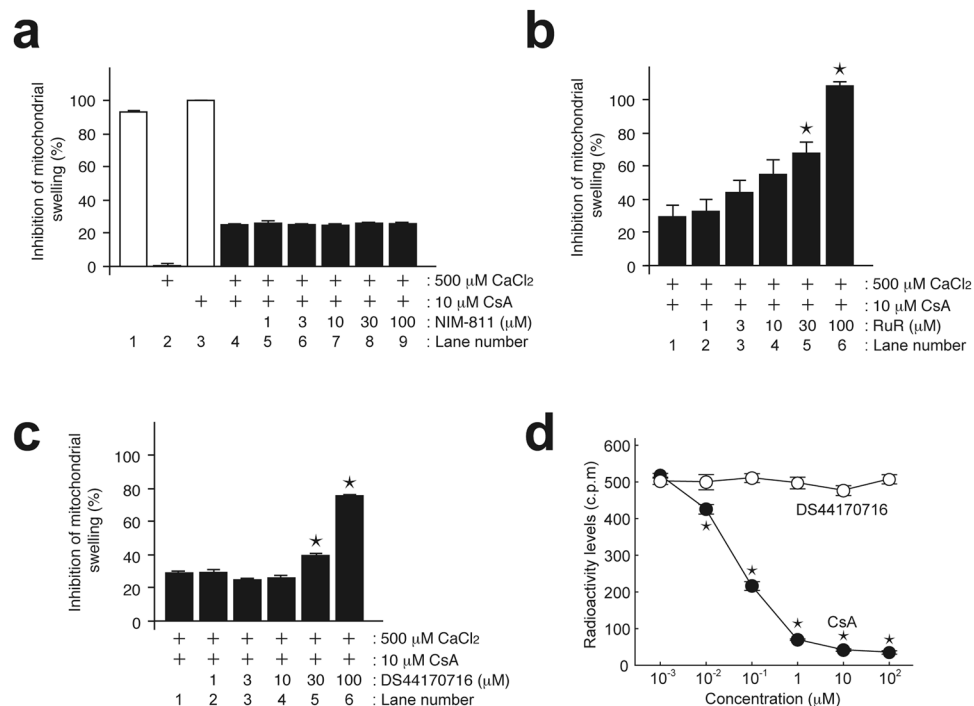 a
Inhibition of mitochondrial
swelling (%)
100
80
60
40
20
0
+ + + + + + + : 500 μM CaCl2
+ + + + + + + : 10 μM CsA
1 3 10 30 100 : NIM-811 (μM)
1 2 3 4 5 6 7 8 9 : Lane number
b
Inhibition of mitochondrial
swelling (%)
100
80
60
40
20
0
★ ★
+ + + + + + : 500 μM CaCl2
+ + + + + + : 10 μM CsA
1 3 10 30 100 : RuR (μM)
1 2 3 4 5 6 : Lane number
c
Inhibition of mitochondrial
swelling (%)
100
80
60
40
20
0
★ ★
+ + + + + + : 500 μM CaCl2
+ + + + + + : 10 μM CsA
1 3 10 30 100 : DS44170716 (μM)
1 2 3 4 5 6 : Lane number
d
Radioactivity levels (c.p.m)
600
500
400
300
200
100
0
DS44170716
CsA
★ ★ ★ ★ ★
10-3 10-2 10-1 1 10 102
Concentration (μM)